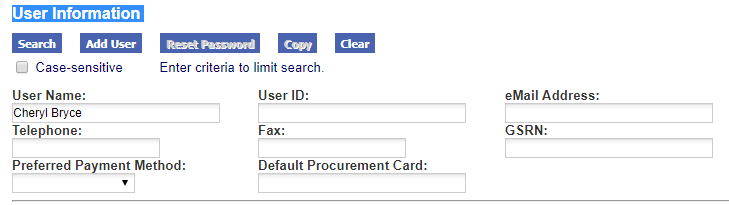 User Information
Search Add User Reset Password Copy Clear
Case-sensitive Enter criteria to limit search.
User Name: User ID: eMail Address:
Cheryl Bryce
Telephone: Fax: GSRN:
Preferred Payment Method: Default Procurement Card: